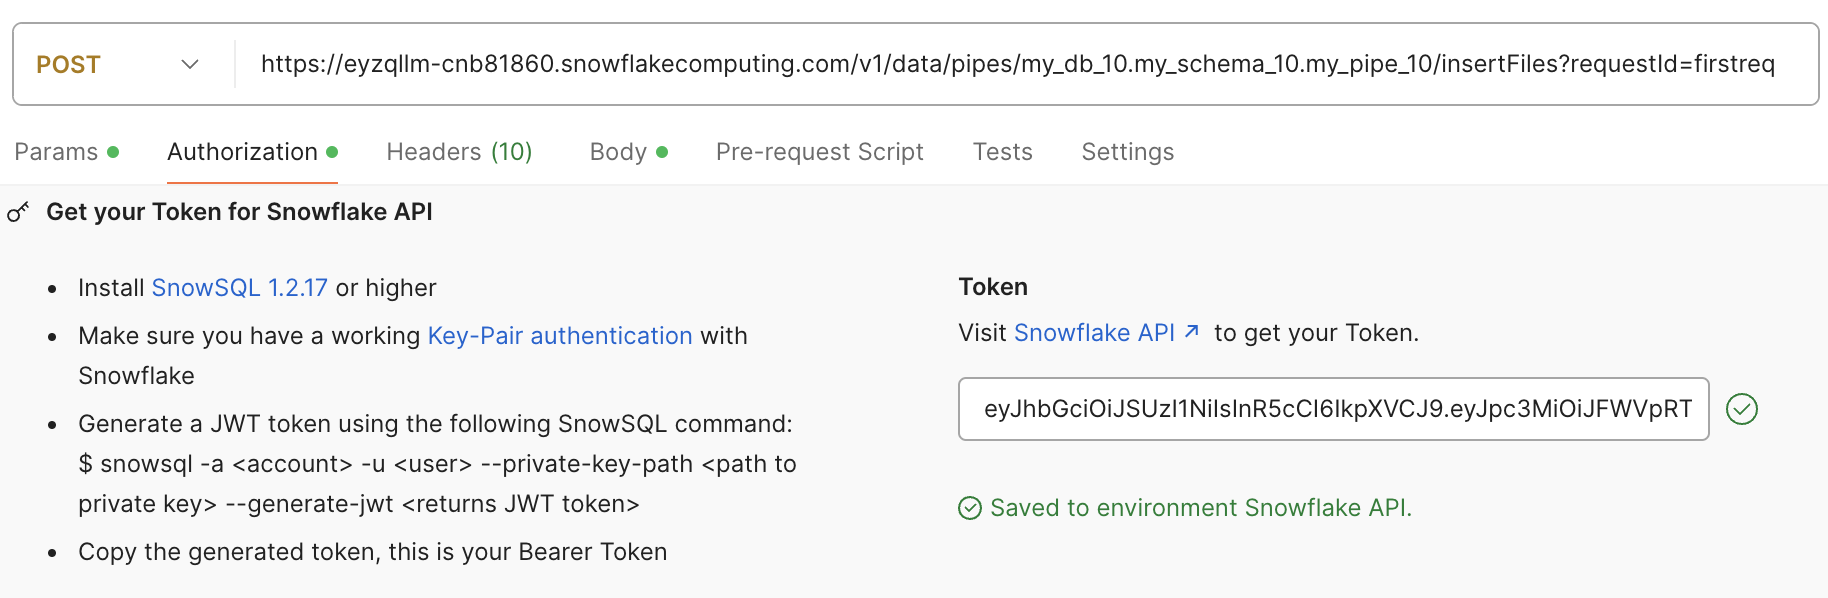 POST
https://eyzqllm-cnb81860.snowflakecomputing.com/v1/data/pipes/my_db_10.my_schema_10.my_pipe_10/insertFiles?requestId=firstreq
Params
Authorization
Headers (10)
Body
Pre-request Script
Tests
Settings
Get your Token for Snowflake API
• Install SnowSQL 1.2.17 or higher
• Make sure you have a working Key-Pair authentication with
Snowflake
• Generate a JWT token using the following SnowSQL command:
$ snowsql -a <account> -u <user> --private-key-path <path to
private key> --generate-jwt <returns JWT token>
• Copy the generated token, this is your Bearer Token
Token
Visit Snowflake API ↗ to get your Token.
eyJhbGciOiJSUzI1NiIsInR5cCI6IkpXVCJ9.eyJpc3MiOiJFWVpRT
Saved to environment Snowflake API.